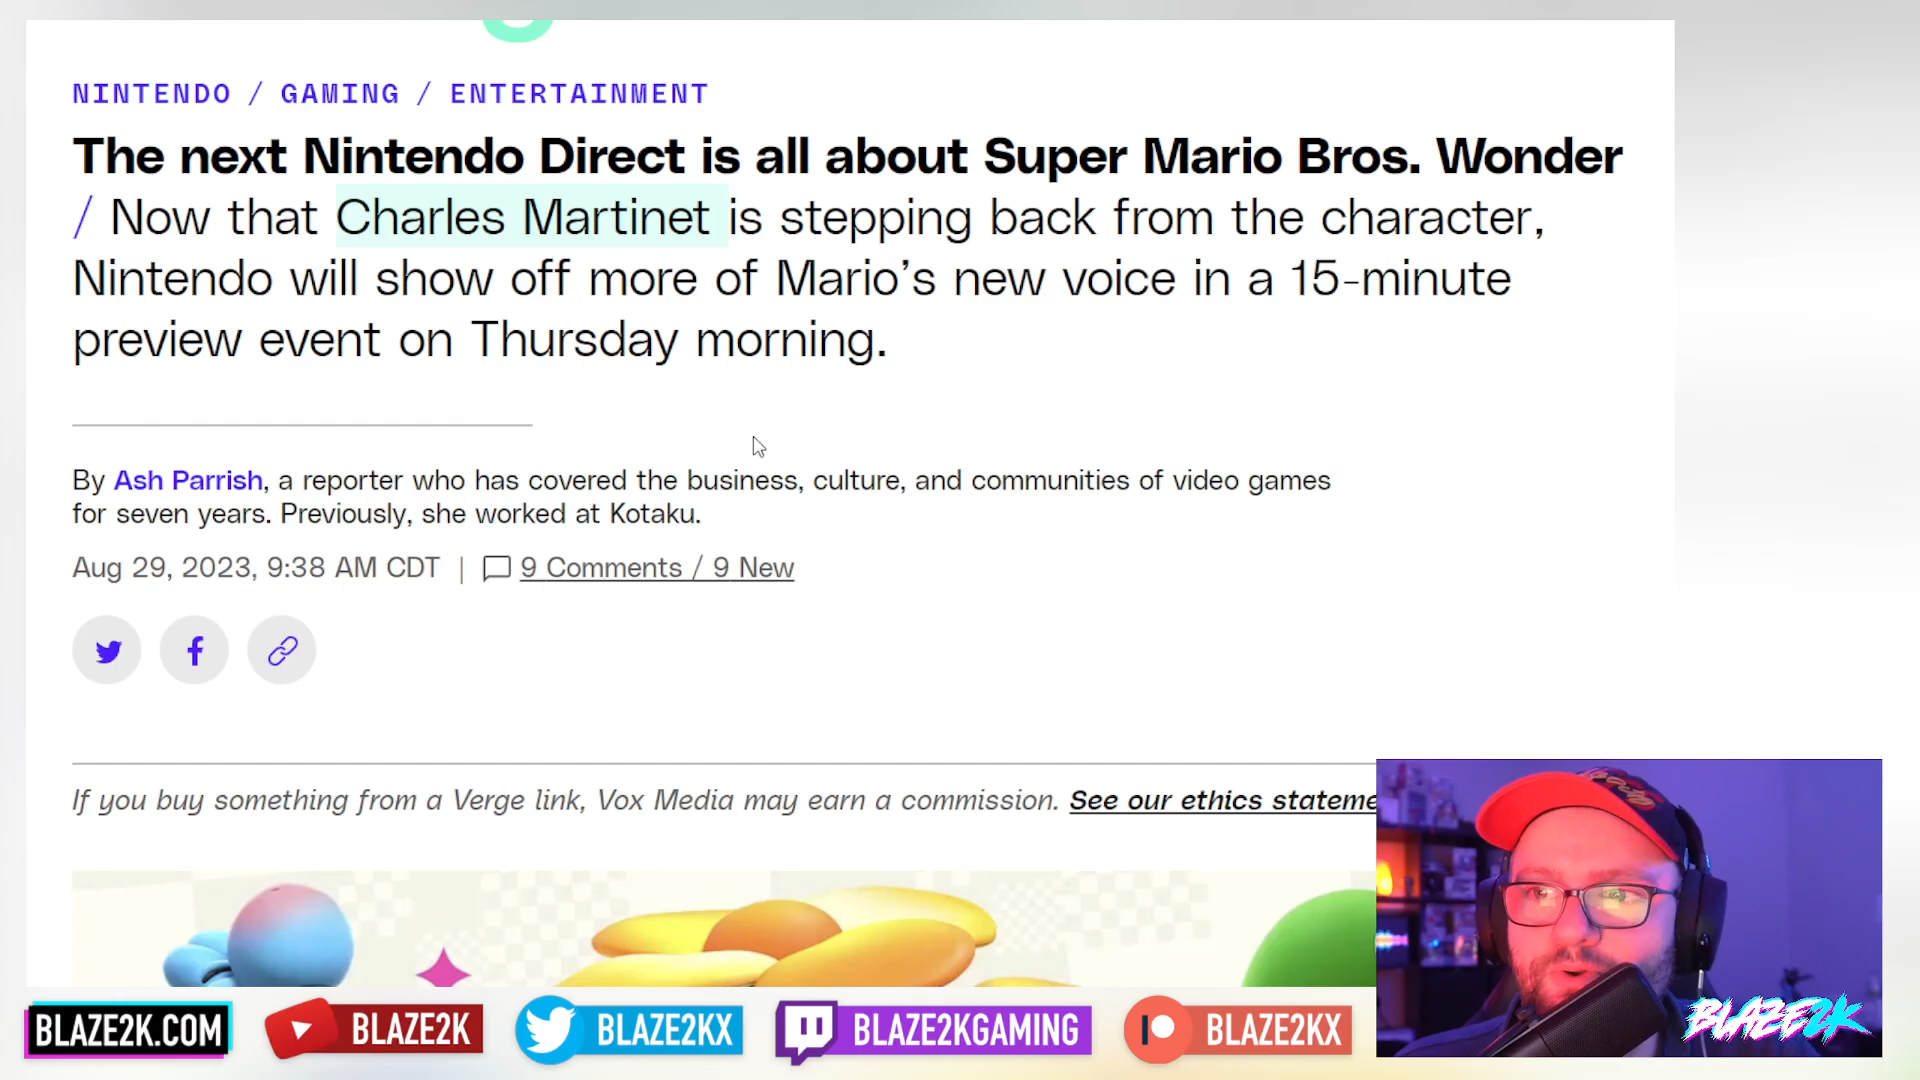 NINTENDO / GAMING / ENTERTAINMENT
The next Nintendo Direct is all about Super Mario Bros. Wonder
/ Now that Charles Martinet is stepping back from the character,
Nintendo will show off more of Mario’s new voice in a 15-minute
preview event on Thursday morning.
By Ash Parrish, a reporter who has covered the business, culture, and communities of video games
for seven years. Previously, she worked at Kotaku.
Aug 29, 2023, 9:38 AM CDT | 9 Comments / 9 New
If you buy something from a Verge link, Vox Media may earn a commission. See our ethics stateme
BLAZE2K.COM
BLAZE2K
BLAZE2KX
BLAZE2KGAMING
BLAZE2KX
BLAZE2K